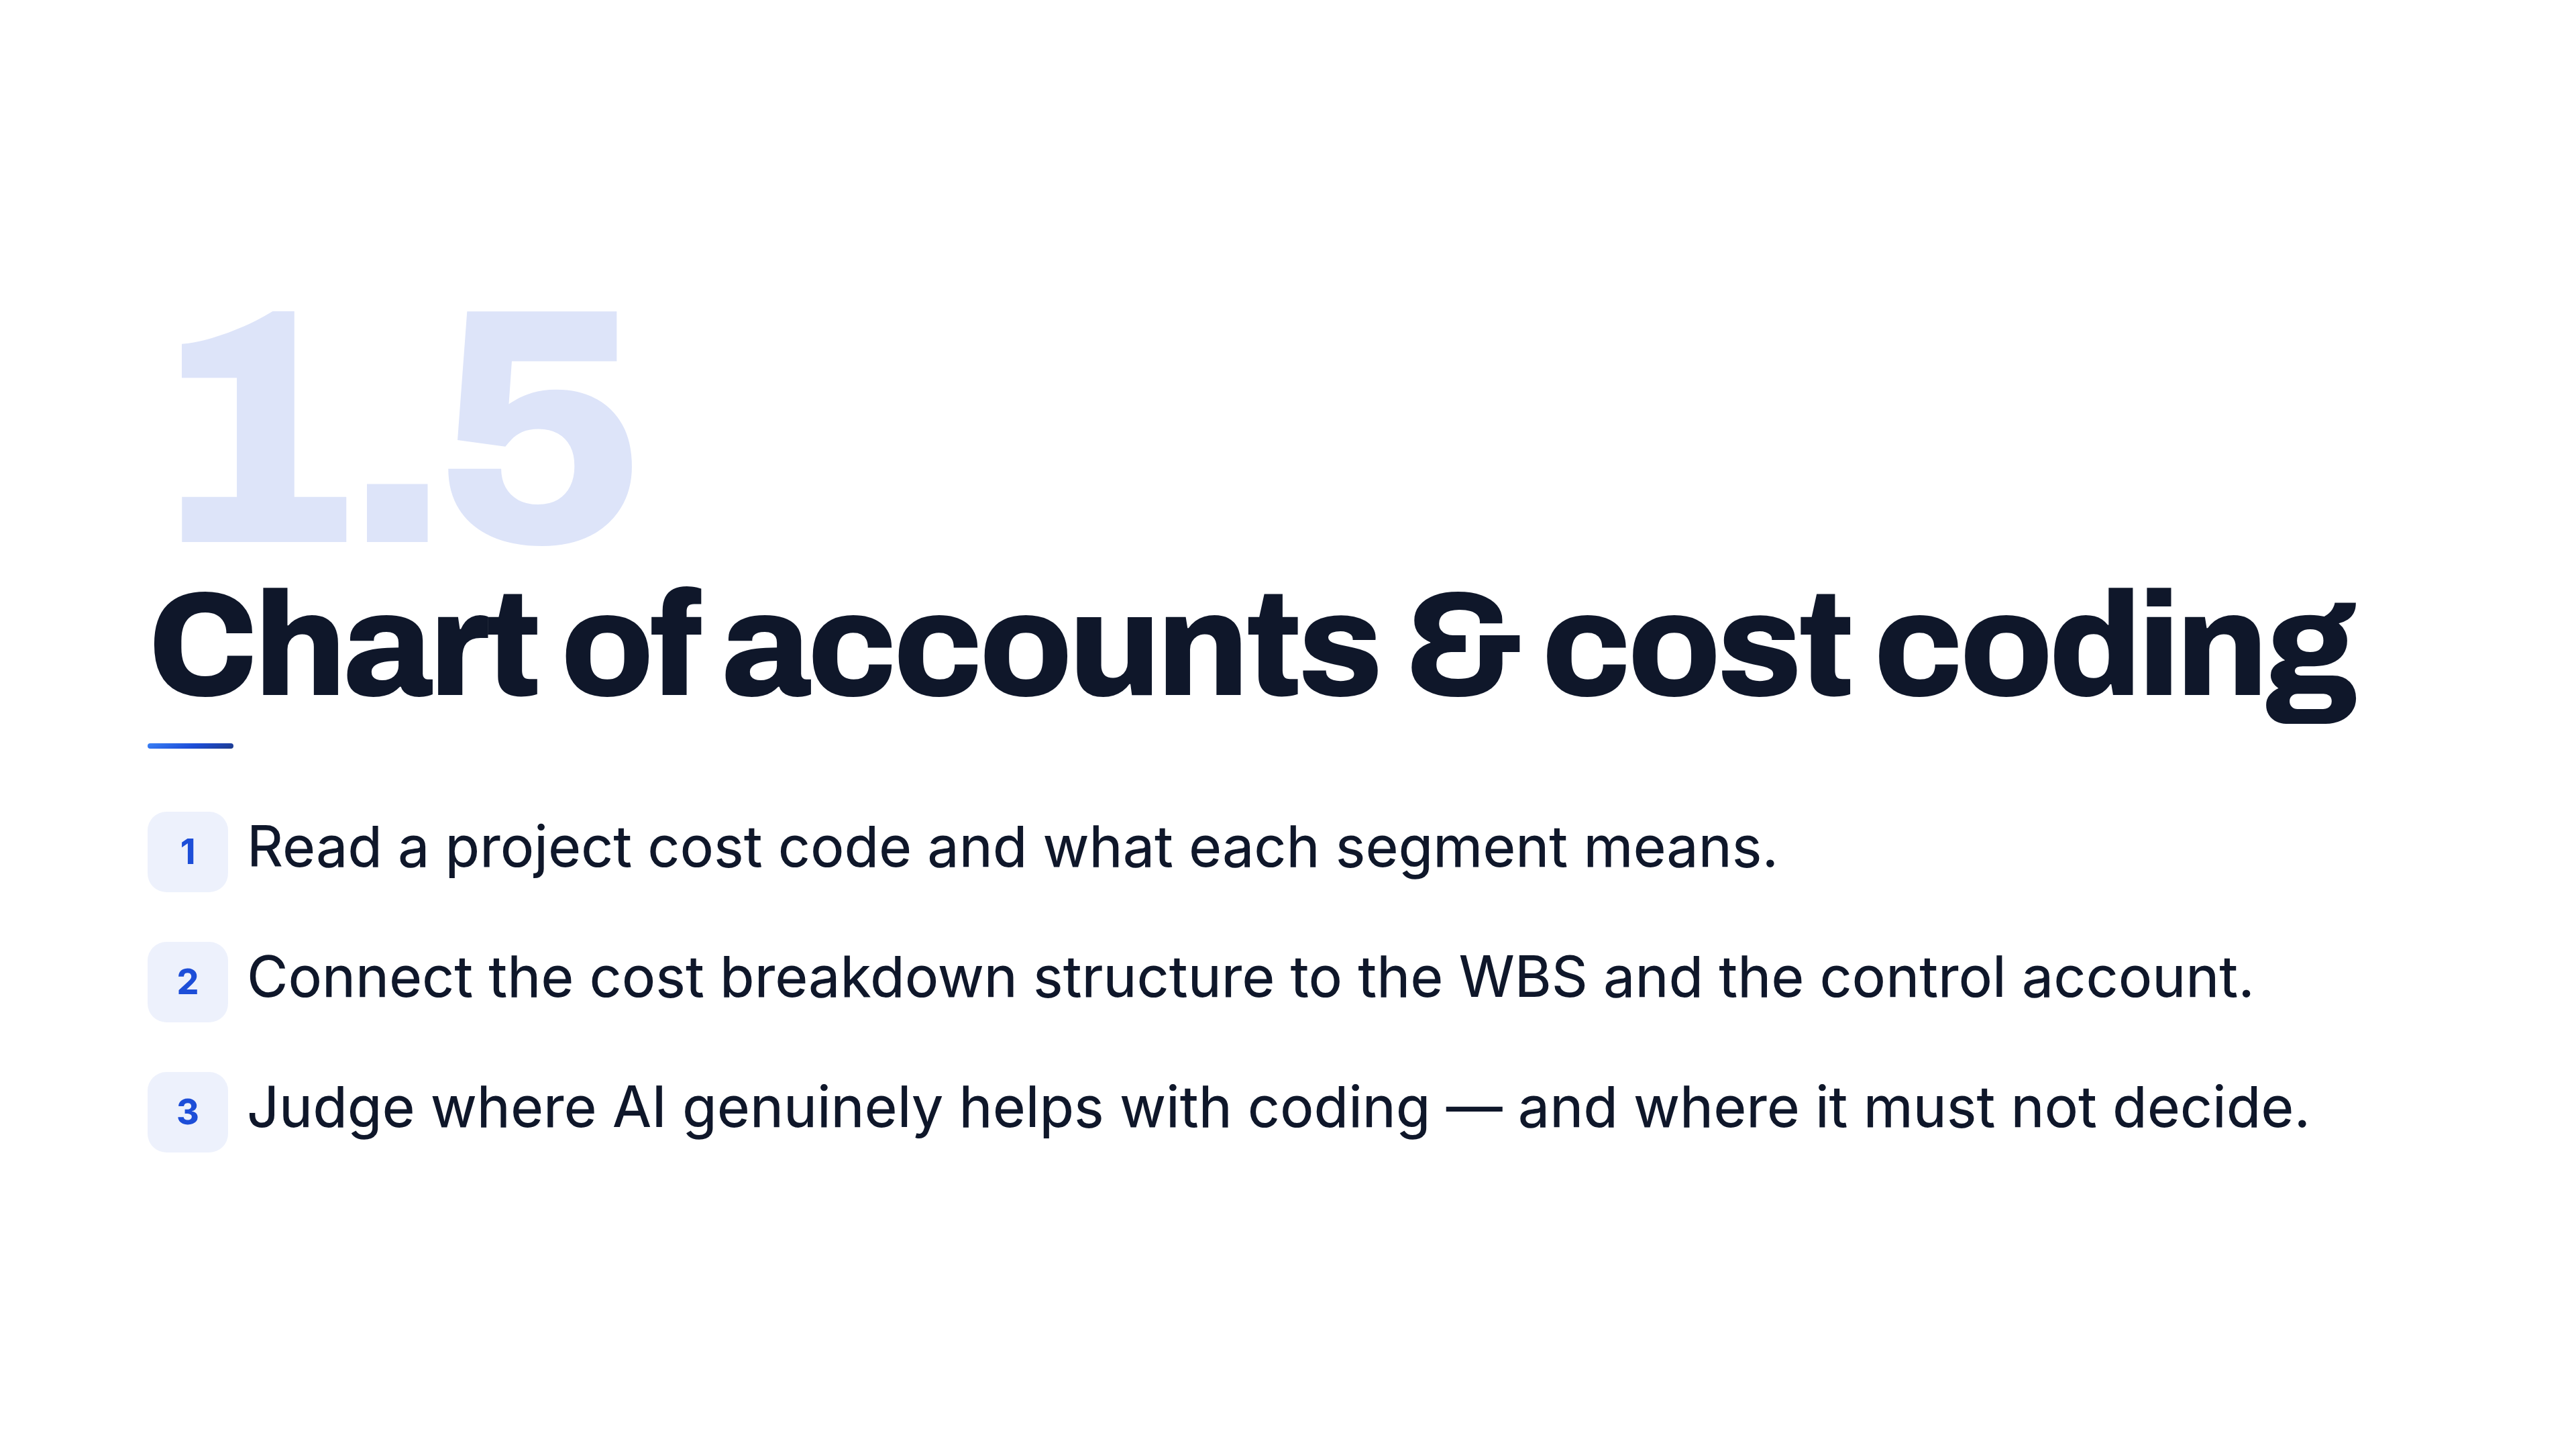 1.5
Chart of accounts & cost coding
1 Read a project cost code and what each segment means.
2 Connect the cost breakdown structure to the WBS and the control account.
3 Judge where AI genuinely helps with coding — and where it must not decide.